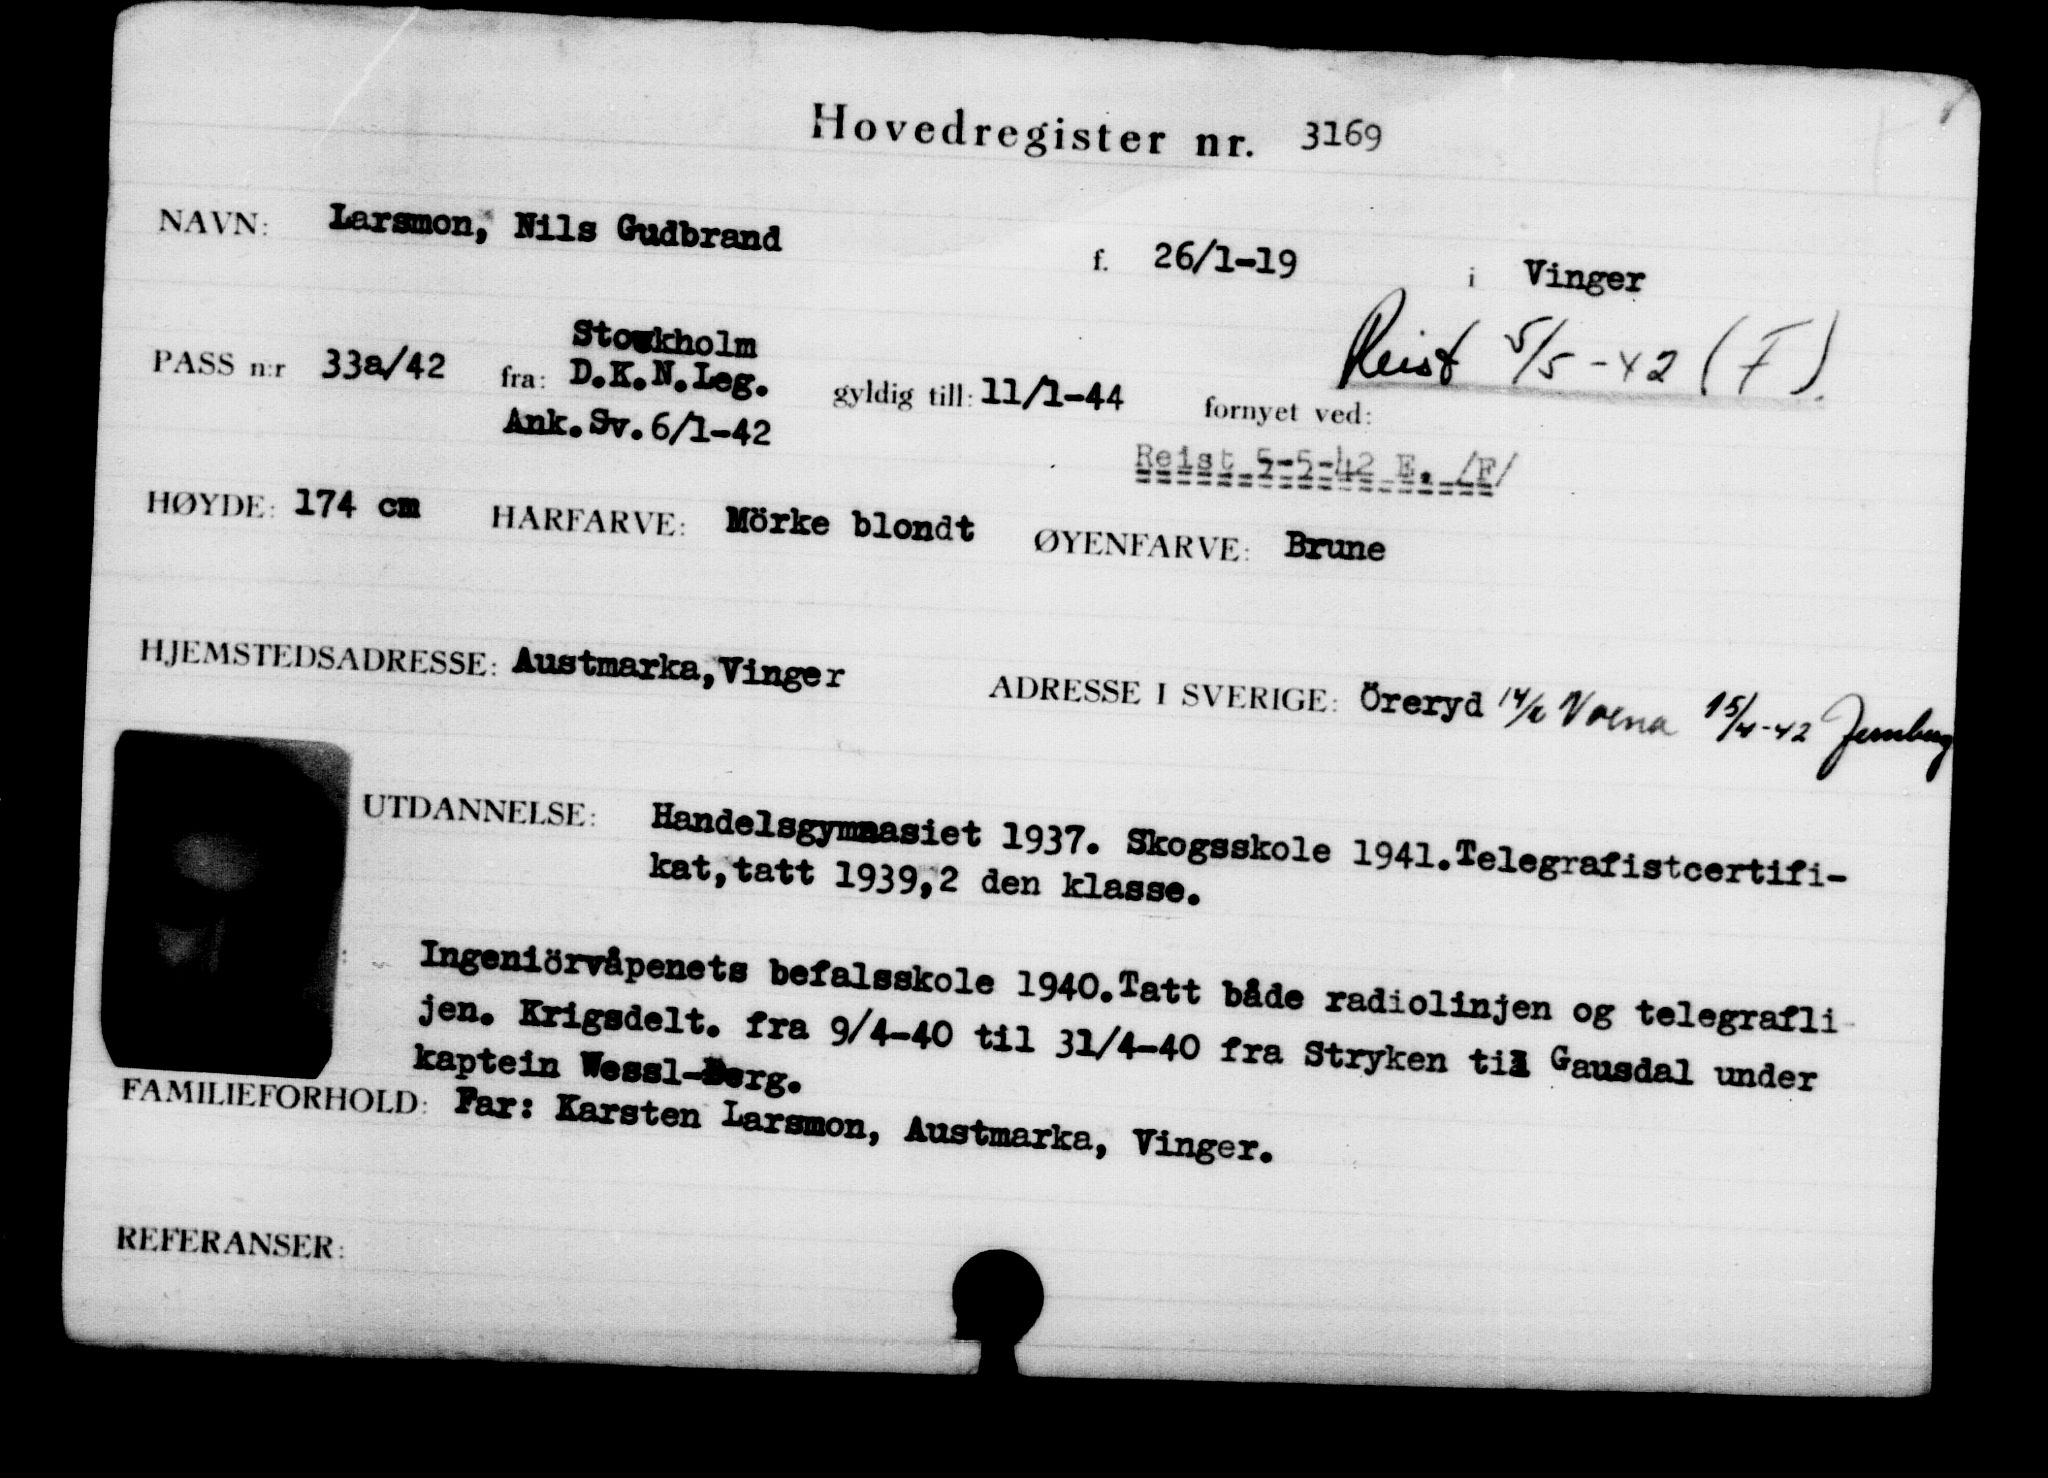 Hovedregister nr. 3169
NAVN: Larsmon, Nils Gudbrand f. 26/1-19 i Vinger
Reist 5/5-42 (F)
Stockholm
PASS n:r 33a/42 fra: D.K.N.Leg. gyldig till: 11/1-44 fornyet ved:
Ank.Sv.6/1-42
Reist 5-5-42 E. /F/
HØYDE: 174 cm HÅRFARVE: Mörke blondt ØYENFARVE: Brune
HJEMSTEDSADRESSE: Austmarka,Vinger ADRESSE I SVERIGE: Öreryd 15/4-42
UTDANNELSE: Handelsgymnasiet 1937. Skogsskole 1941.Telegrafistcertifi-
kat,tatt 1939,2 den klasse.
Ingeniörvåpenets befalsskole 1940.Tatt både radiolinjen og telegrafli
jen. Krigsdelt. fra 9/4-40 til 31/4-40 fra Stryken til Gausdal under
kaptein Wessl-Berg.
FAMILIEFORHOLD: Far: Karsten Larsmon, Austmarka, Vinger.
REFERANSER: